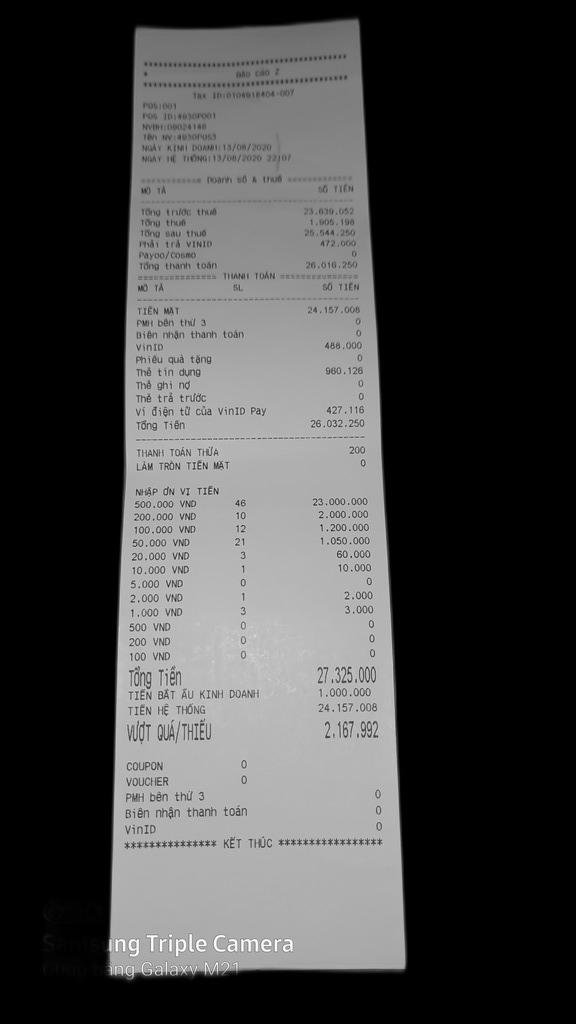 *****************************************
* Báo cáo Z
*****************************************
Tax ID:0104918404-007
POS:001
POS ID:4930P001
NVBH:09024148
Tên NV:4930POS3
NGÀY KINH DOANH:13/08/2020
NGÀY HỆ THỐNG:13/08/2020 22:07
============ Doanh số & thuế ============
MÔ TẢ SỐ TIỀN
Tổng trước thuế 23.639.052
Tổng thuế 1.905.198
Tổng sau thuế 25.544.250
Phải trả VINID 472.000
Payoo/Cosmo 0
Tổng thanh toán 26.016.250
=============== THANH TOÁN ===============
MÔ TẢ SL SỐ TIỀN
TIỀN MẶT 24.157.008
PMH bên thứ 3 0
Biên nhận thanh toán 0
VinID 488.000
Phiếu quà tặng 0
Thẻ tín dụng 960.126
Thẻ ghi nợ 0
Thẻ trả trước 0
Ví điện tử của VinID Pay 427.116
Tổng Tiền 26.032.250
THANH TOÁN THỪA 200
LÀM TRÒN TIỀN MẶT 0
NHẬP ƠN VỊ TIỀN
500.000 VND 46 23.000.000
200.000 VND 10 2.000.000
100.000 VND 12 1.200.000
50.000 VND 21 1.050.000
20.000 VND 3 60.000
10.000 VND 1 10.000
5.000 VND 0 0
2.000 VND 1 2.000
1.000 VND 3 3.000
500 VND 0 0
200 VND 0 0
100 VND 0 0
Tổng Tiền 27.325.000
TIỀN BẮT ẦU KINH DOANH 1.000.000
TIỀN HỆ THỐNG 24.157.008
VƯỢT QUÁ/THIẾU 2.167.992
COUPON 0
VOUCHER 0
PMH bên thứ 3 0
Biên nhận thanh toán 0
VinID 0
*************** KẾT THÚC *****************
Samsung Triple Camera
Chụp bằng Galaxy M21